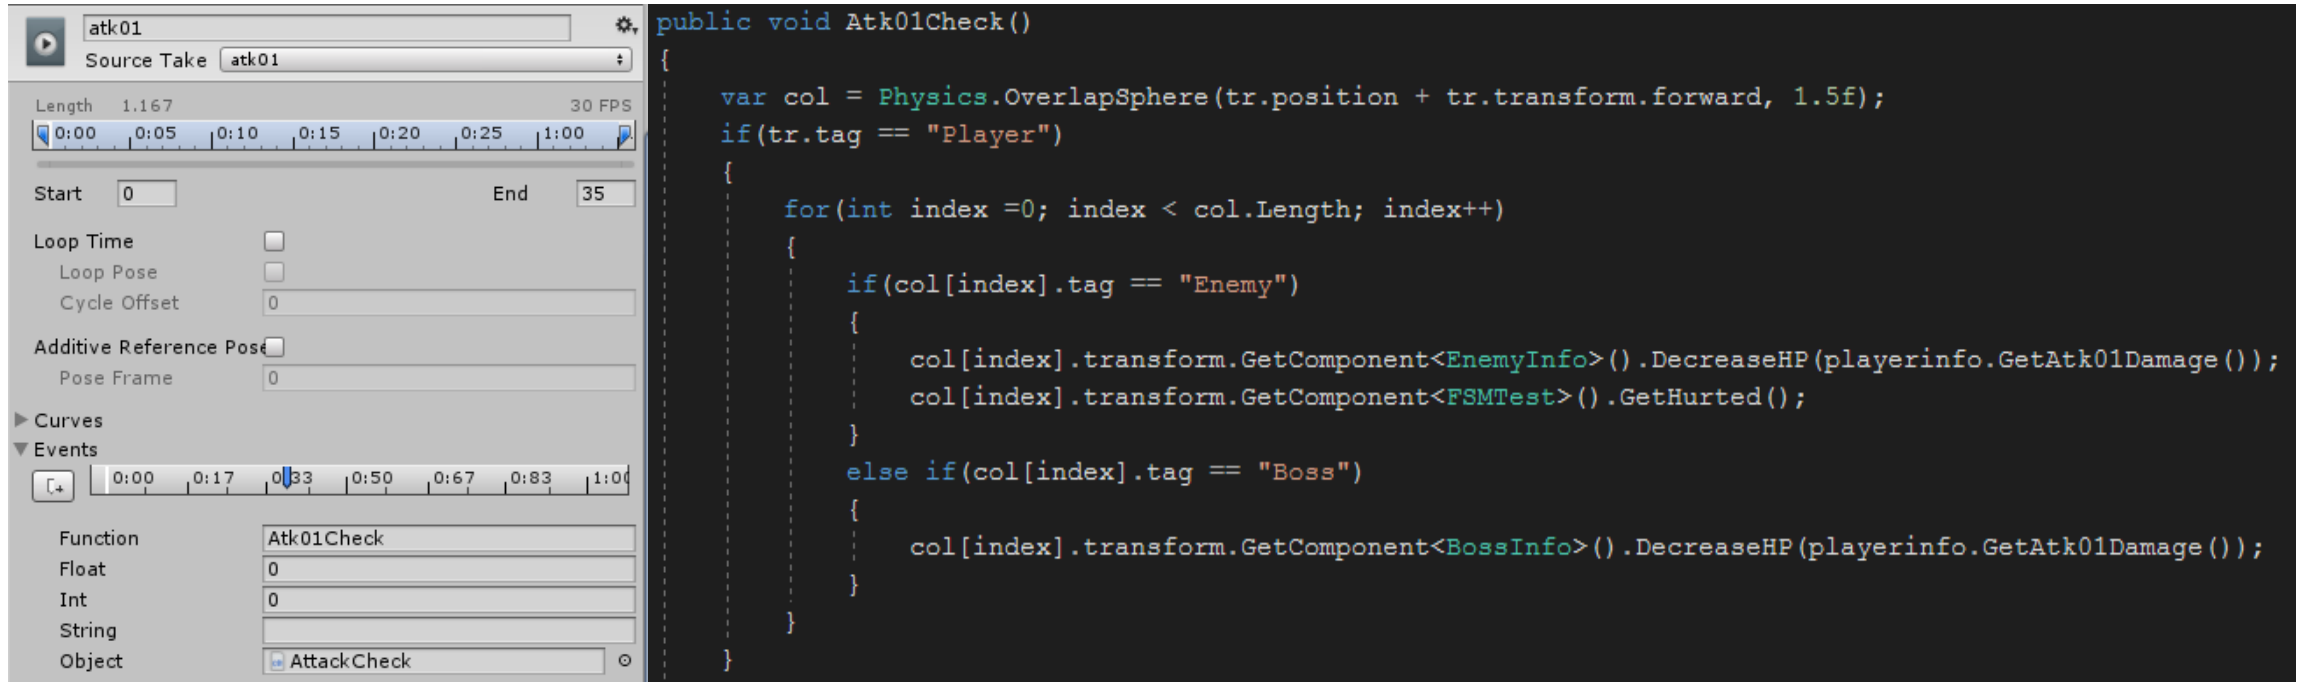 atk01
Source Take atk01
Length 1.167 30 FPS
0:00 0:05 0:10 0:15 0:20 0:25 1:00
Start 0 End 35
Loop Time
Loop Pose
Cycle Offset 0
Additive Reference Pose
Pose Frame 0
Curves
Events
0:00 0:17 0:33 0:50 0:67 0:83 1:00
Function Atk01Check
Float 0
Int 0
String
Object AttackCheck
public void Atk01Check()
{
var col = Physics.OverlapSphere(tr.position + tr.transform.forward, 1.5f);
if(tr.tag == "Player")
{
for(int index =0; index < col.Length; index++)
{
if(col[index].tag == "Enemy")
{
col[index].transform.GetComponent<EnemyInfo>().DecreaseHP(playerinfo.GetAtk01Damage());
col[index].transform.GetComponent<FSMTest>().GetHurted();
}
else if(col[index].tag == "Boss")
{
col[index].transform.GetComponent<BossInfo>().DecreaseHP(playerinfo.GetAtk01Damage());
}
}
}